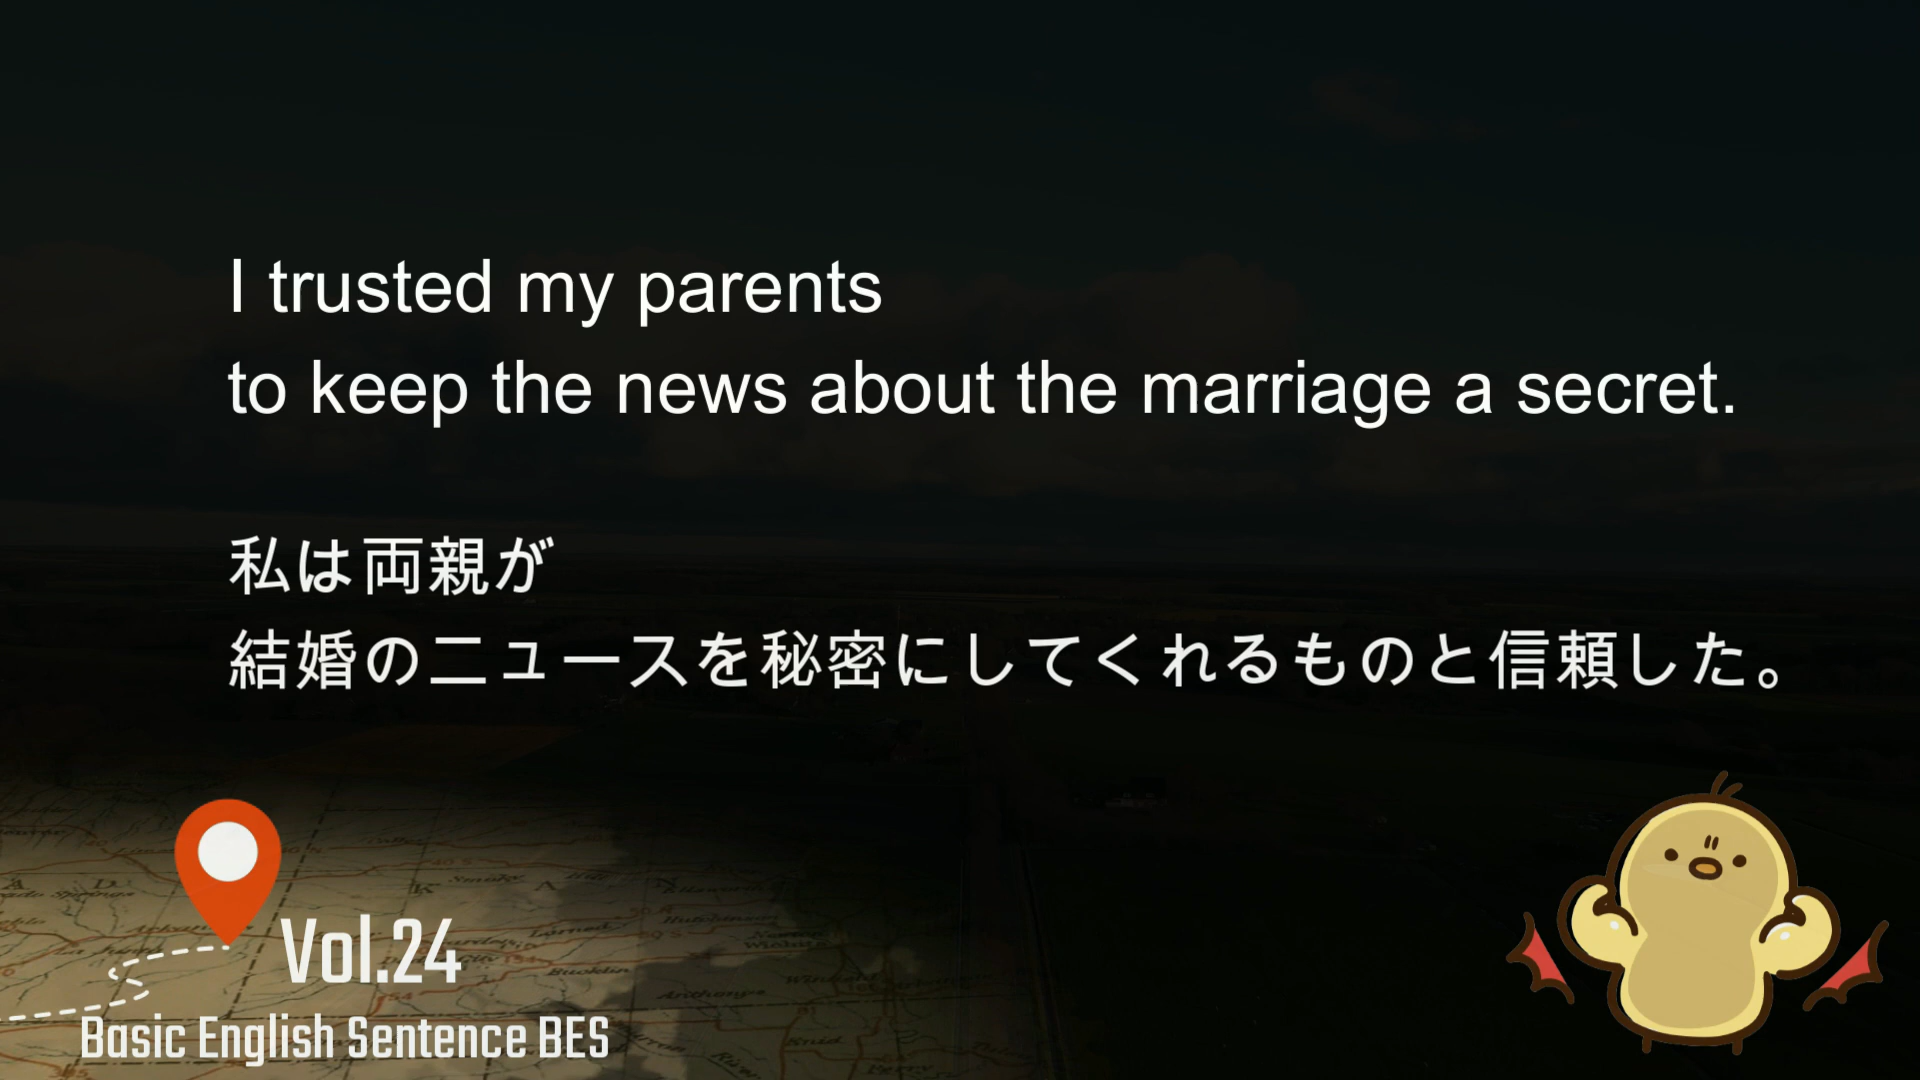 I trusted my parents
to keep the news about the marriage a secret.
私は両親が
結婚のニュースを秘密にしてくれるものと信頼した。
Vol.24
Basic English Sentence BES